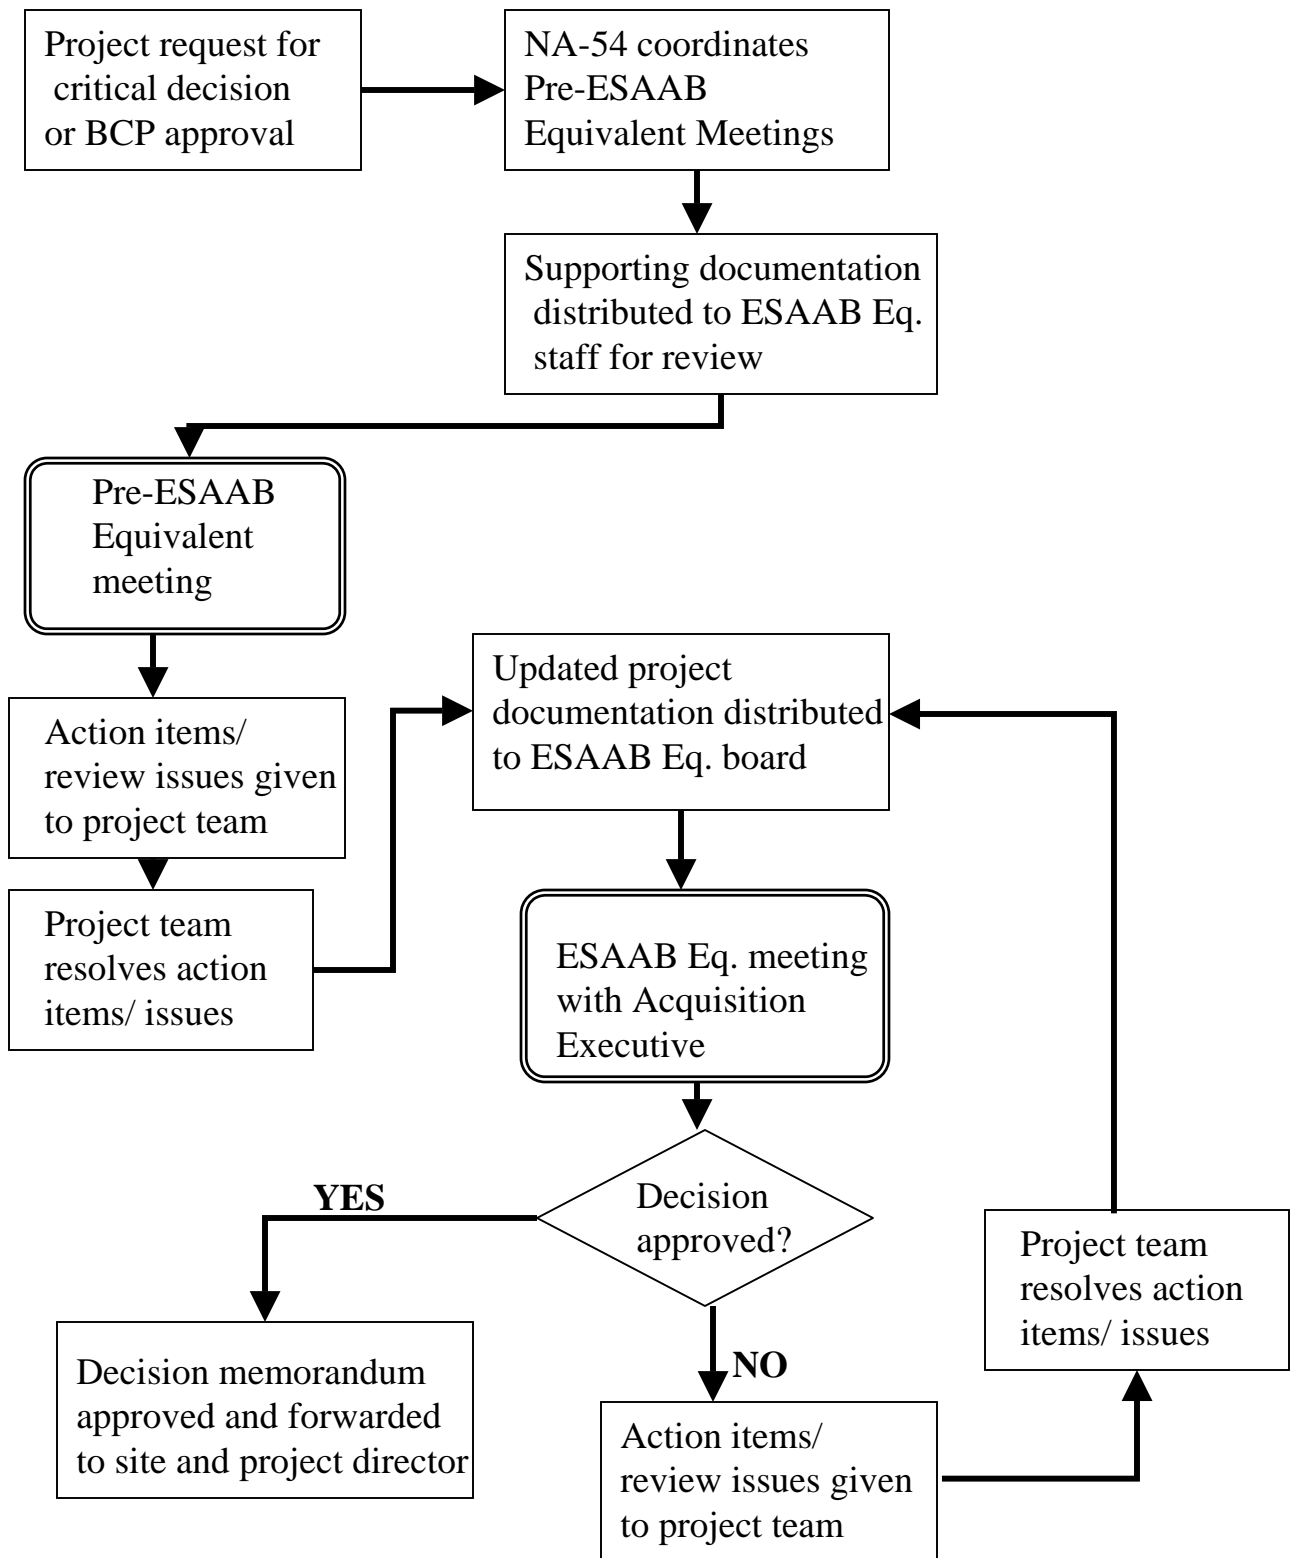 Project request for
critical decision
or BCP approval
NA-54 coordinates
Pre-ESAAB
Equivalent Meetings
Supporting documentation
distributed to ESAAB Eq.
staff for review
Pre-ESAAB
Equivalent
meeting
Action items/
review issues given
to project team
Project team
resolves action
items/ issues
Updated project
documentation distributed
to ESAAB Eq. board
ESAAB Eq. meeting
with Acquisition
Executive
Decision
approved?
YES
Decision memorandum
approved and forwarded
to site and project director
NO
Action items/
review issues given
to project team
Project team
resolves action
items/ issues